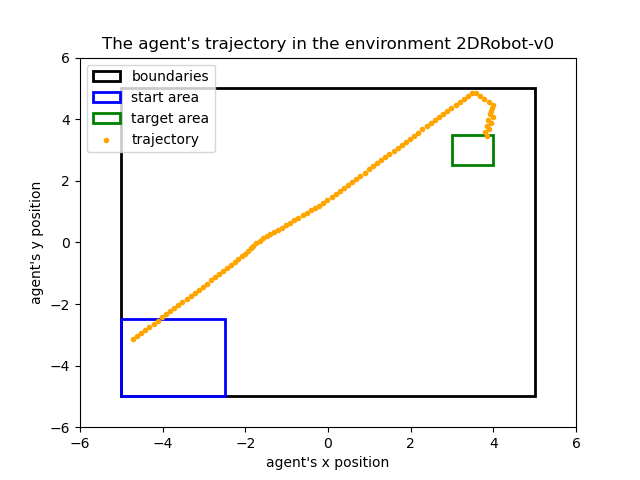 The agent's trajectory in the environment 2DRobot-v0
boundaries
start area
target area
trajectory
agent's y position
6
4
2
0
−2
−4
−6
−6 −4 −2 0 2 4 6
agent's x position